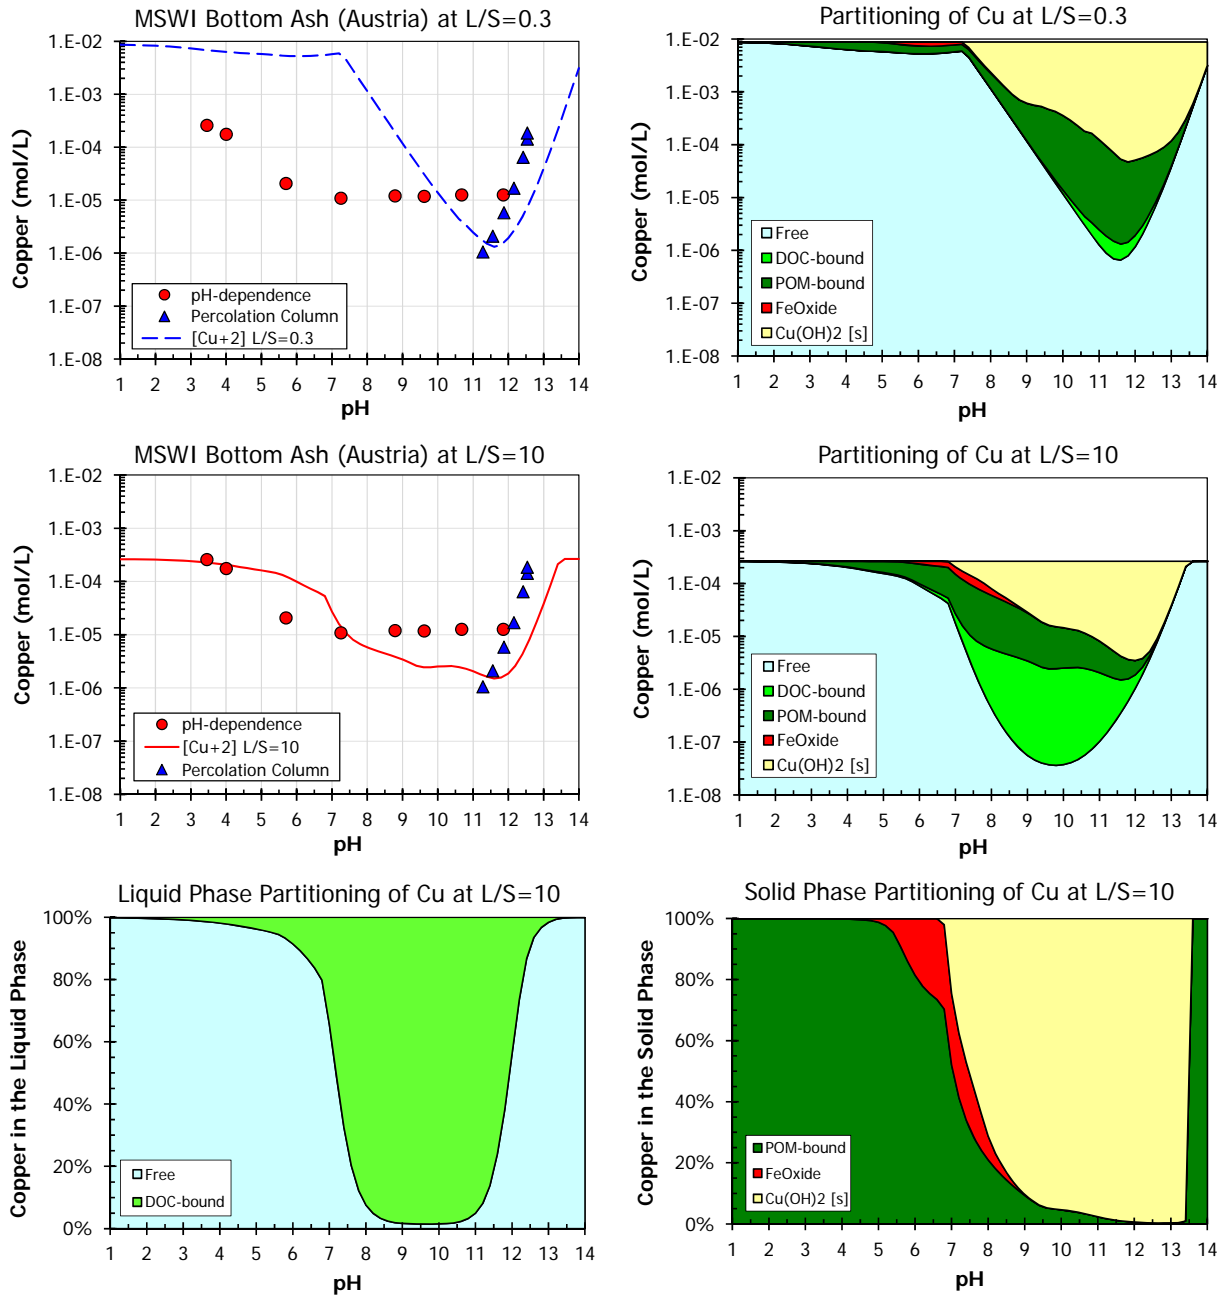 MSWI Bottom Ash (Austria) at L/S=0.3
Copper (mol/L)
1.E-02
1.E-03
1.E-04
1.E-05
1.E-06
1.E-07
1.E-08
pH-dependence
Percolation Column
[Cu+2] L/S=0.3
1 2 3 4 5 6 7 8 9 10 11 12 13 14
pH
Partitioning of Cu at L/S=0.3
Copper (mol/L)
1.E-02
1.E-03
1.E-04
1.E-05
1.E-06
1.E-07
1.E-08
Free
DOC-bound
POM-bound
FeOxide
Cu(OH)2 [s]
1 2 3 4 5 6 7 8 9 10 11 12 13 14
pH
MSWI Bottom Ash (Austria) at L/S=10
Copper (mol/L)
1.E-02
1.E-03
1.E-04
1.E-05
1.E-06
1.E-07
1.E-08
pH-dependence
[Cu+2] L/S=10
Percolation Column
1 2 3 4 5 6 7 8 9 10 11 12 13 14
pH
Partitioning of Cu at L/S=10
Copper (mol/L)
1.E-02
1.E-03
1.E-04
1.E-05
1.E-06
1.E-07
1.E-08
Free
DOC-bound
POM-bound
FeOxide
Cu(OH)2 [s]
1 2 3 4 5 6 7 8 9 10 11 12 13 14
pH
Liquid Phase Partitioning of Cu at L/S=10
Copper in the Liquid Phase
100%
80%
60%
40%
20%
0%
Free
DOC-bound
1 2 3 4 5 6 7 8 9 10 11 12 13 14
pH
Solid Phase Partitioning of Cu at L/S=10
Copper in the Solid Phase
100%
80%
60%
40%
20%
0%
POM-bound
FeOxide
Cu(OH)2 [s]
1 2 3 4 5 6 7 8 9 10 11 12 13 14
pH